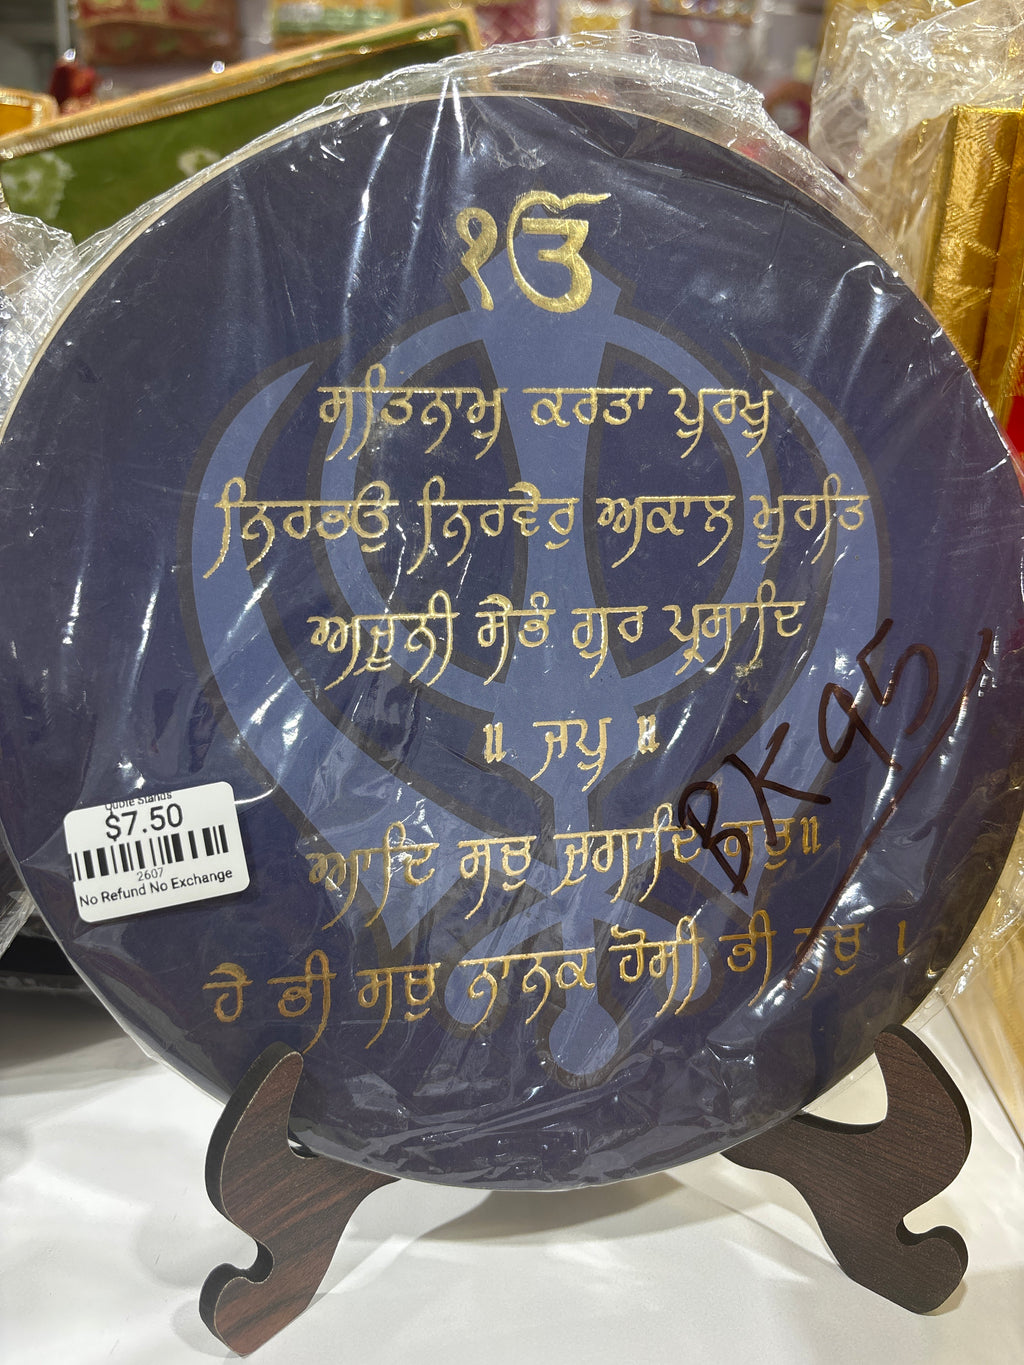 ੴ
ਸਤਿਨਾਮੁ ਕਰਤਾ ਪੁਰਖੁ
ਨਿਰਭਓੁ ਨਿਰਵੈਰੁ ਅਕਾਲ ਮੂਰਤਿ
ਅਜੂਨੀ ਸੈਭੰ ਗੁਰ ਪ੍ਰਸਾਦਿ
॥ ਜਪੁ ॥
ਆਦਿ ਸਚੁ ਜੁਗਾਦਿ ਸਚੁ॥
ਹੈ ਭੀ ਸਚੁ ਨਾਨਕ ਹੋਸੀ ਭੀ ਸਚੁ ।
BK95
$7.50
2607
No Refund No Exchange